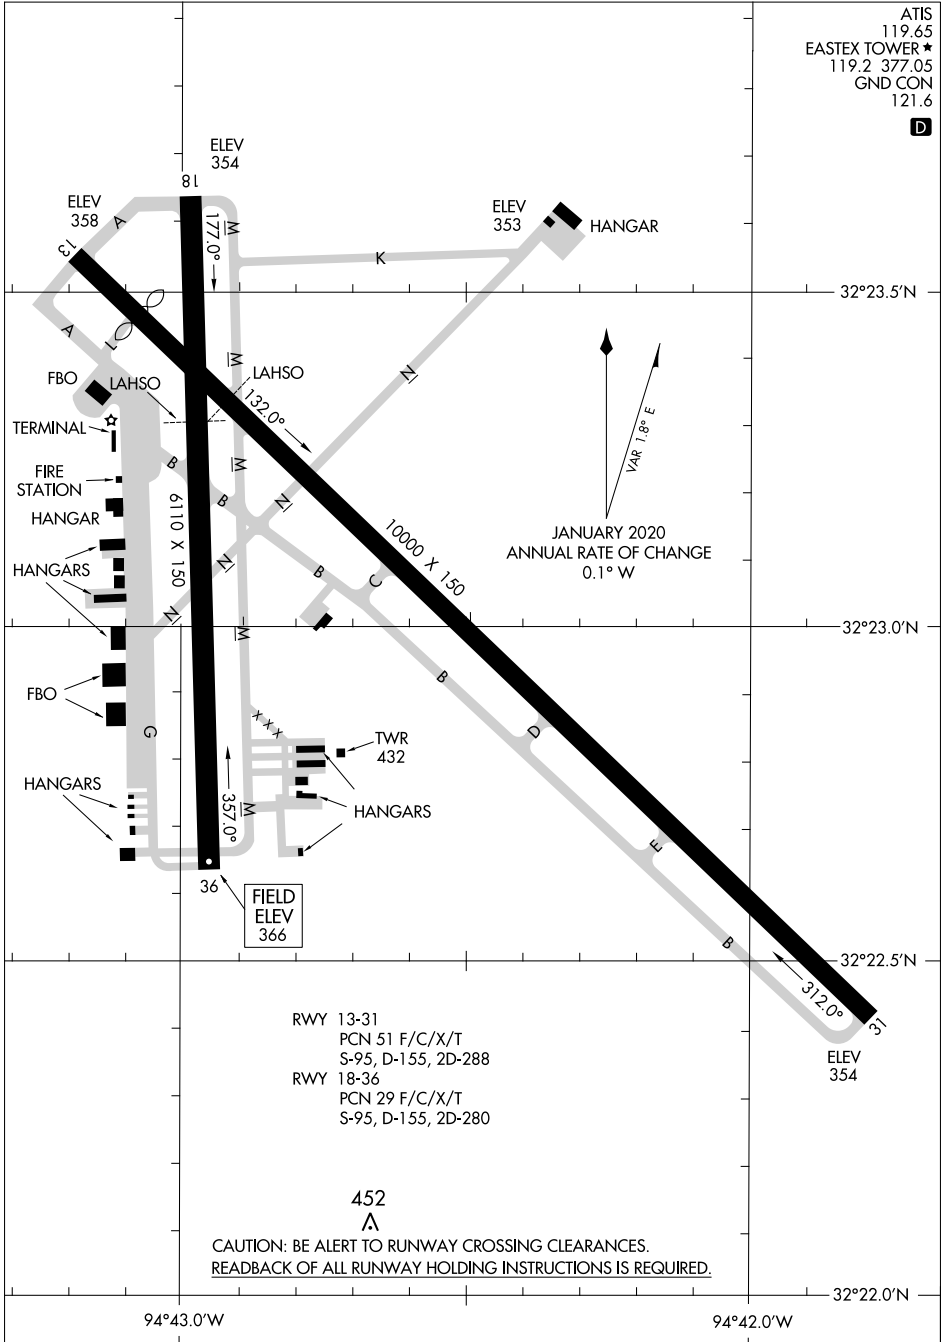 ATIS
119.65
EASTEX TOWER ★
119.2 377.05
GND CON
121.6
D
ELEV
354
18
ELEV
358
13
A
177.0°
M
ELEV
353
HANGAR
K
32°23.5'N
A
L
M
N
FBO
LAHSO
LAHSO
132.0°
VAR 1.8° E
TERMINAL
B
M
FIRE
STATION
B
N
HANGAR
6110 X 150
10000 X 150
JANUARY 2020
ANNUAL RATE OF CHANGE
0.1° W
HANGARS
N
B
C
N
M
32°23.0'N
B
FBO
X X X
G
D
TWR
432
HANGARS
357.0°
M
HANGARS
E
36
FIELD
ELEV
366
B
32°22.5'N
312.0°
31
ELEV
354
RWY 13-31
PCN 51 F/C/X/T
S-95, D-155, 2D-288
RWY 18-36
PCN 29 F/C/X/T
S-95, D-155, 2D-280
452
CAUTION: BE ALERT TO RUNWAY CROSSING CLEARANCES.
READBACK OF ALL RUNWAY HOLDING INSTRUCTIONS IS REQUIRED.
32°22.0'N
94°43.0'W
94°42.0'W